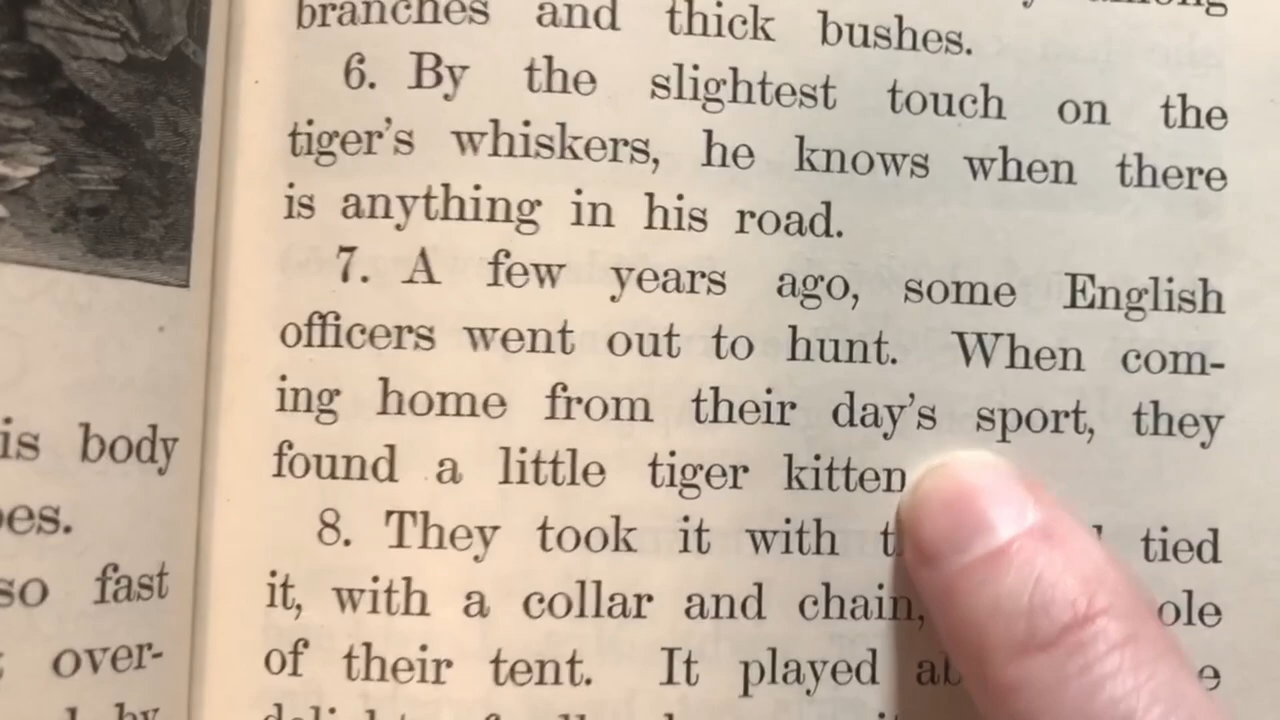 is body
so fast
over-
by
branches and thick bushes.
6. By the slightest touch on the
tiger's whiskers, he knows when there
is anything in his road.
7. A few years ago, some English
officers went out to hunt. When com-
ing home from their day's sport, they
found a little tiger kitten
8. They took it with tied
it, with a collar and chain,
of their tent. It played